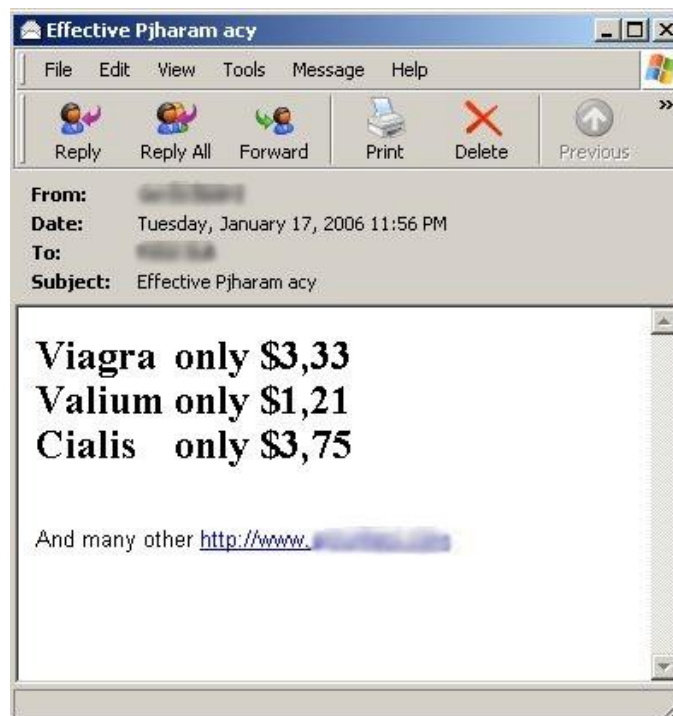 Effective Pjharam acy
File Edit View Tools Message Help
Reply Reply All Forward Print Delete Previous
From:
Date: Tuesday, January 17, 2006 11:56 PM
To:
Subject: Effective Pjharam acy
Viagra only $3,33
Valium only $1,21
Cialis only $3,75
And many other http://www.